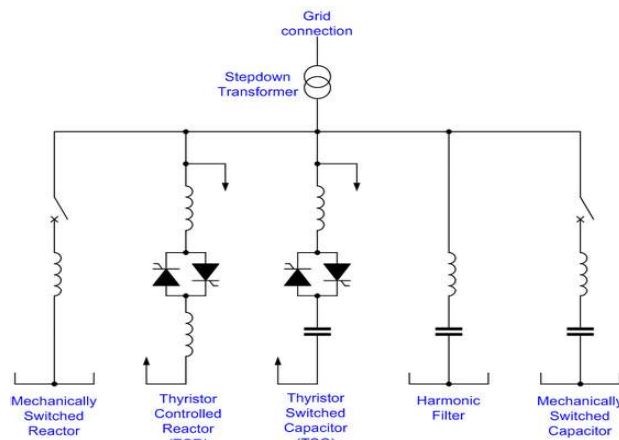 Grid
connection
Stepdown
Transformer
Mechanically
Switched
Reactor
Thyristor
Controlled
Reactor
Thyristor
Switched
Capacitor
Harmonic
Filter
Mechanically
Switched
Capacitor